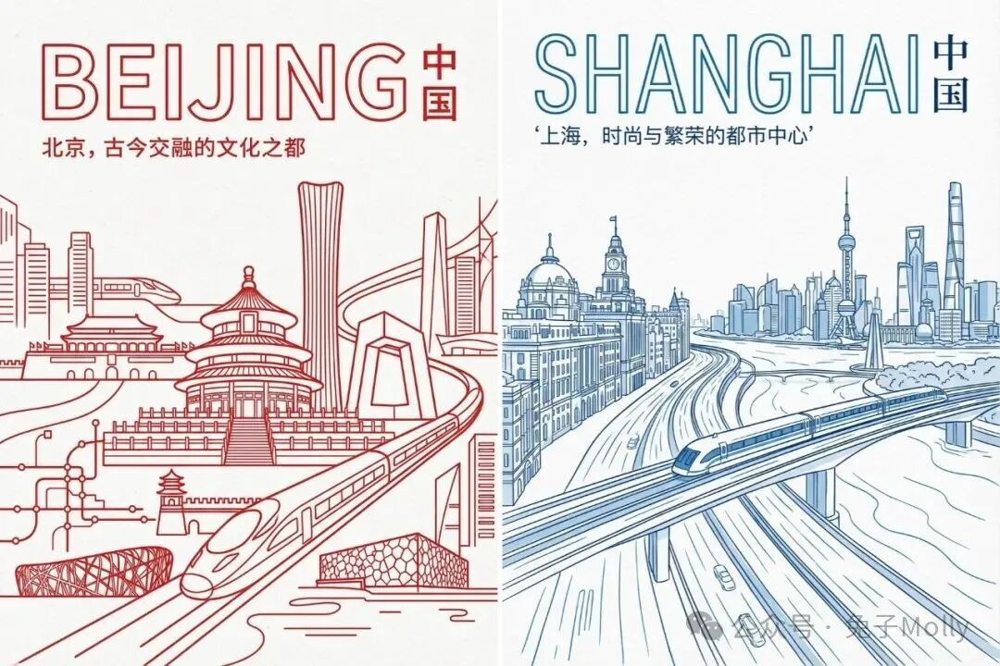 BEIJING
中国
北京，古今交融的文化之都
SHANGHAI
中国
‘上海，时尚与繁荣的都市中心’
公众号 · 兔子Molly